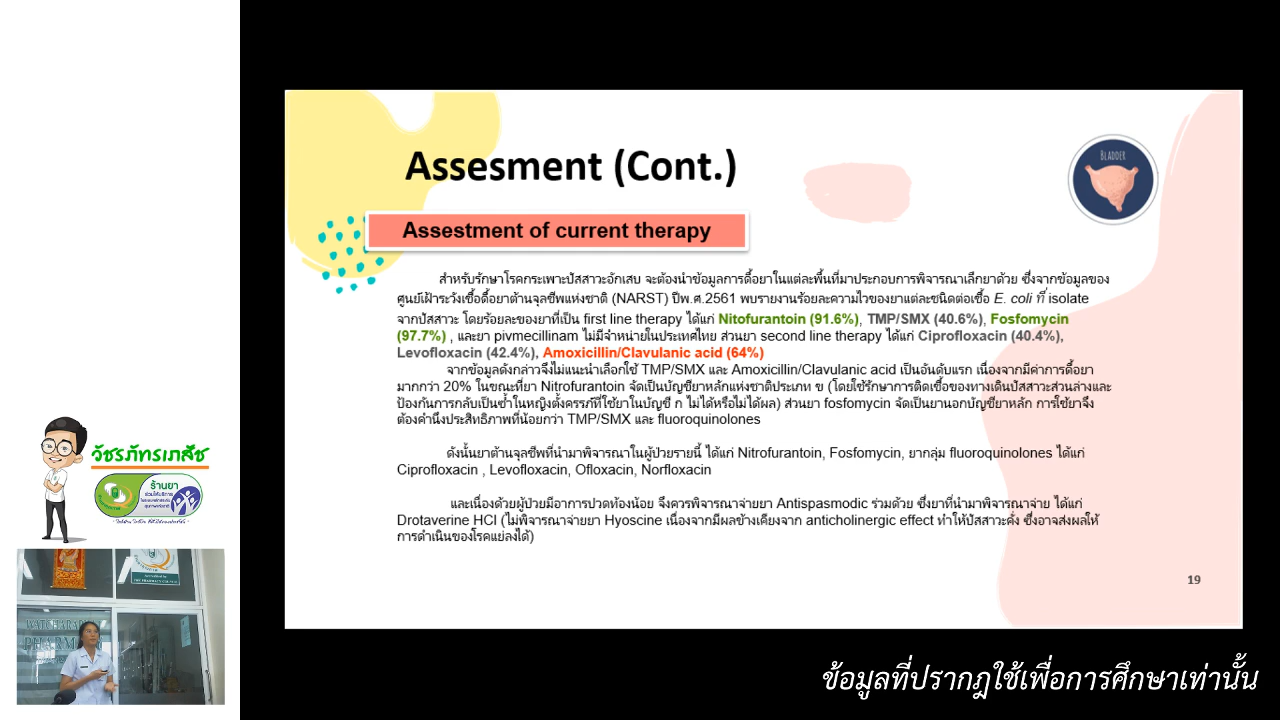 Assesment (Cont.)
BLADDER
Assestment of current therapy
สำหรับรักษาโรคกระเพาะปัสสาวะอักเสบ จะต้องนำข้อมูลการดื้อยาในแต่ละพื้นที่มาประกอบการพิจารณาเลือกยาด้วย ซึ่งจากข้อมูลของ
ศูนย์เฝ้าระวังเชื้อดื้อยาต้านจุลชีพแห่งชาติ (NARST) ปีพ.ศ.2561 พบรายงานร้อยละความไวของยาแต่ละชนิดต่อเชื้อ E. coli ที่ isolate
จากปัสสาวะ โดยร้อยละของยาที่เป็น first line therapy ได้แก่ Nitofurantoin (91.6%), TMP/SMX (40.6%), Fosfomycin
(97.7%) , และยา pivmecillinam ไม่มีจำหน่ายในประเทศไทย ส่วนยา second line therapy ได้แก่ Ciprofloxacin (40.4%),
Levofloxacin (42.4%), Amoxicillin/Clavulanic acid (64%)
จากข้อมูลดังกล่าวจึงไม่แนะนำเลือกใช้ TMP/SMX และ Amoxicillin/Clavulanic acid เป็นอันดับแรก เนื่องจากมีค่าการดื้อยา
มากกว่า 20% ในขณะที่ยา Nitrofurantoin จัดเป็นบัญชียาหลักแห่งชาติประเภท ข (โดยใช้รักษาการติดเชื้อของทางเดินปัสสาวะส่วนล่างและ
ป้องกันการกลับเป็นซ้ำในหญิงตั้งครรภ์ที่ใช้ยาในบัญชี ก ไม่ได้หรือไม่ได้ผล) ส่วนยา fosfomycin จัดเป็นยานอกบัญชียาหลัก การใช้ยาจึง
ต้องคำนึงประสิทธิภาพที่น้อยกว่า TMP/SMX และ fluoroquinolones
ดังนั้นยาต้านจุลชีพที่นำมาพิจารณาในผู้ป่วยรายนี้ ได้แก่ Nitrofurantoin, Fosfomycin, ยากลุ่ม fluoroquinolones ได้แก่
Ciprofloxacin , Levofloxacin, Ofloxacin, Norfloxacin
และเนื่องด้วยผู้ป่วยมีอาการปวดท้องน้อย จึงควรพิจารณาจ่ายยา Antispasmodic ร่วมด้วย ซึ่งยาที่นำมาพิจารณาจ่าย ได้แก่
Drotaverine HCl (ไม่พิจารณาจ่ายยา Hyoscine เนื่องจากมีผลข้างเคียงจาก anticholinergic effect ทำให้ปัสสาวะคั่ง ซึ่งอาจส่งผลให้
การดำเนินของโรคแย่ลงได้)
19
วัชรภัทรเภสัช
ร้านยา
ข้อมูลที่ปรากฎใช้เพื่อการศึกษาเท่านั้น